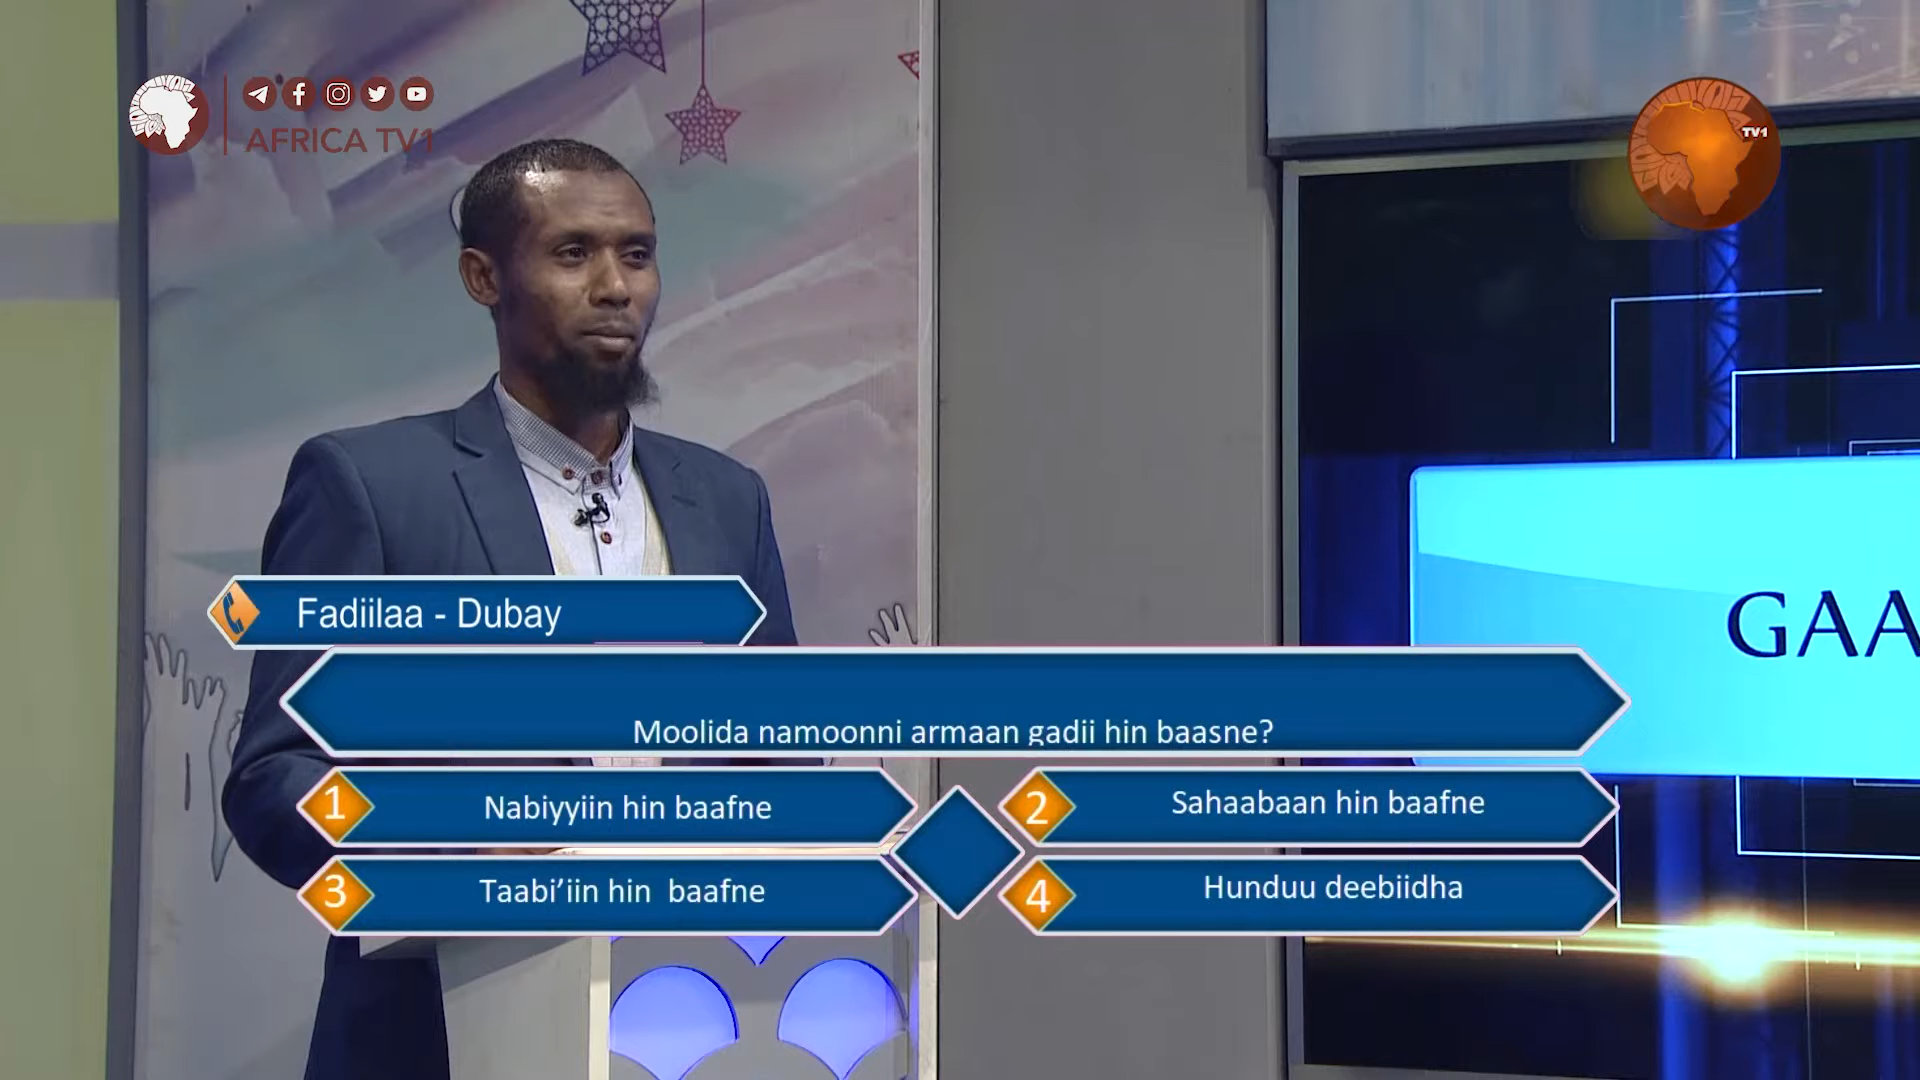 AFRICA TV1
TV1
GAA
Fadiilaa - Dubay
Moolida namoonni armaan gadii hin baasne?
1 Nabiyyiin hin baafne
2 Sahaabaan hin baafne
3 Taabi’iin hin  baafne
4 Hunduu deebiidha